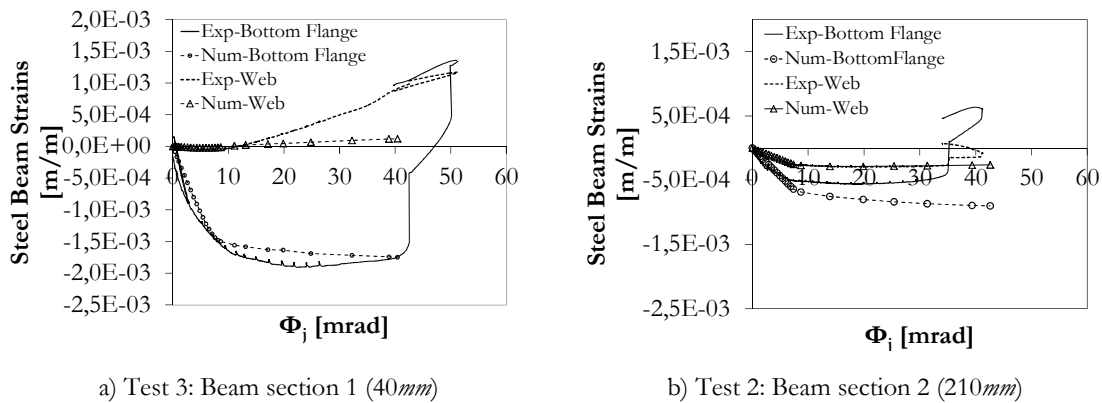 2,0E-03
1,5E-03
1,0E-03
5,0E-04
0,0E+00
-5,0E-04
-1,0E-03
-1,5E-03
-2,0E-03
-2,5E-03
0 10 20 30 40 50 60
Steel Beam Strains
[m/m]
Φj [mrad]
Exp-Bottom Flange
Num-Bottom Flange
Exp-Web
Num-Web
a) Test 3: Beam section 1 (40mm)
1,5E-03
5,0E-04
-5,0E-04
-1,5E-03
-2,5E-03
0 10 20 30 40 50 60
Steel Beam Strains
[m/m]
Φj [mrad]
Exp-Bottom Flange
Num-BottomFlange
Exp-Web
Num-Web
b) Test 2: Beam section 2 (210mm)